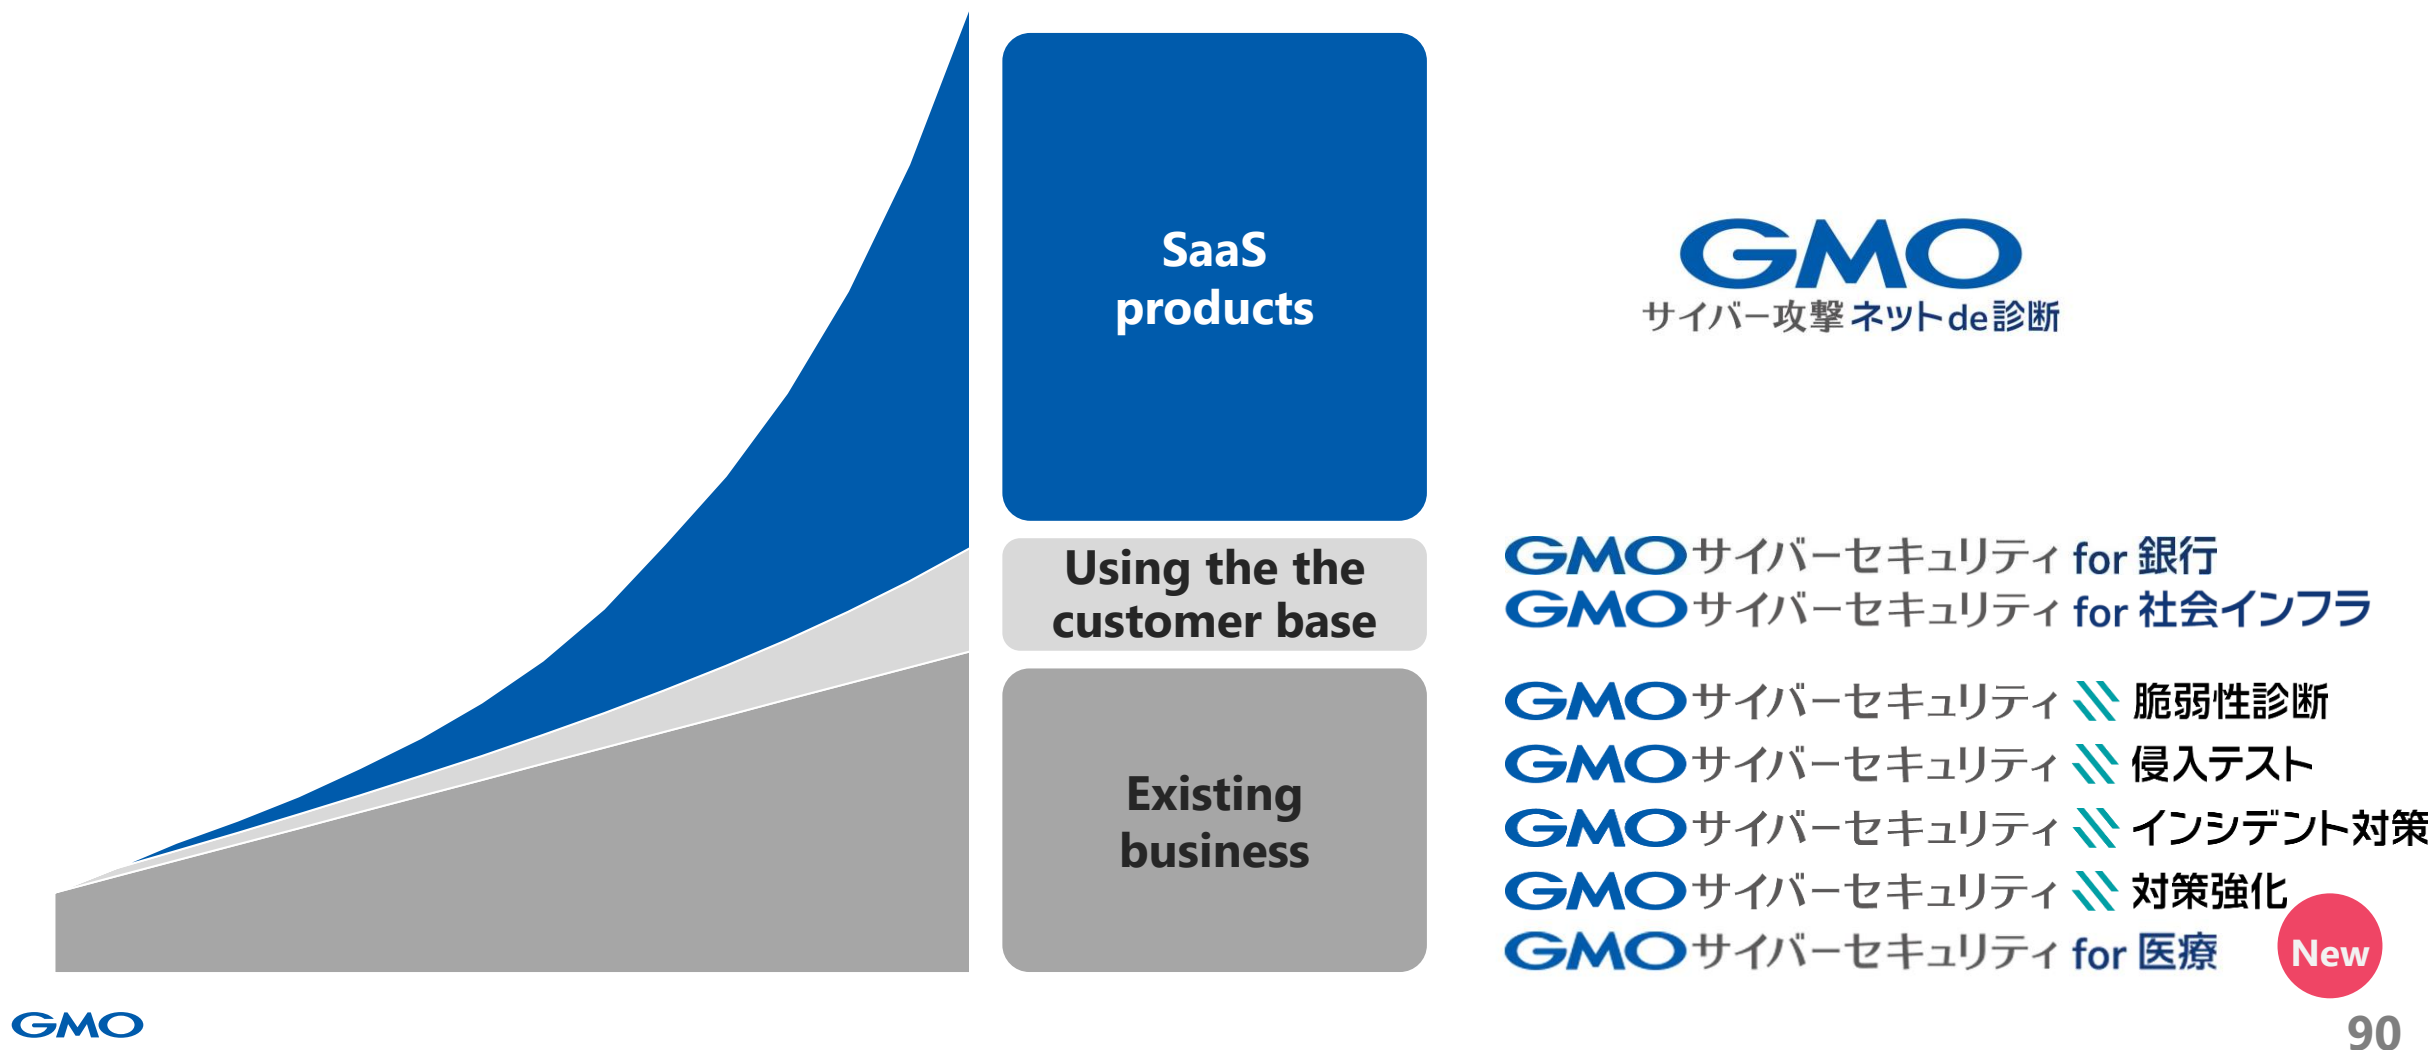 SaaS
products
GMO
サイバー攻撃 ネットde診断
Using the the
customer base
GMOサイバーセキュリティ for 銀行
GMOサイバーセキュリティ for 社会インフラ
Existing
business
GMOサイバーセキュリティ 脆弱性診断
GMOサイバーセキュリティ 侵入テスト
GMOサイバーセキュリティ インシデント対策
GMOサイバーセキュリティ 対策強化
GMOサイバーセキュリティ for 医療
New
GMO
90